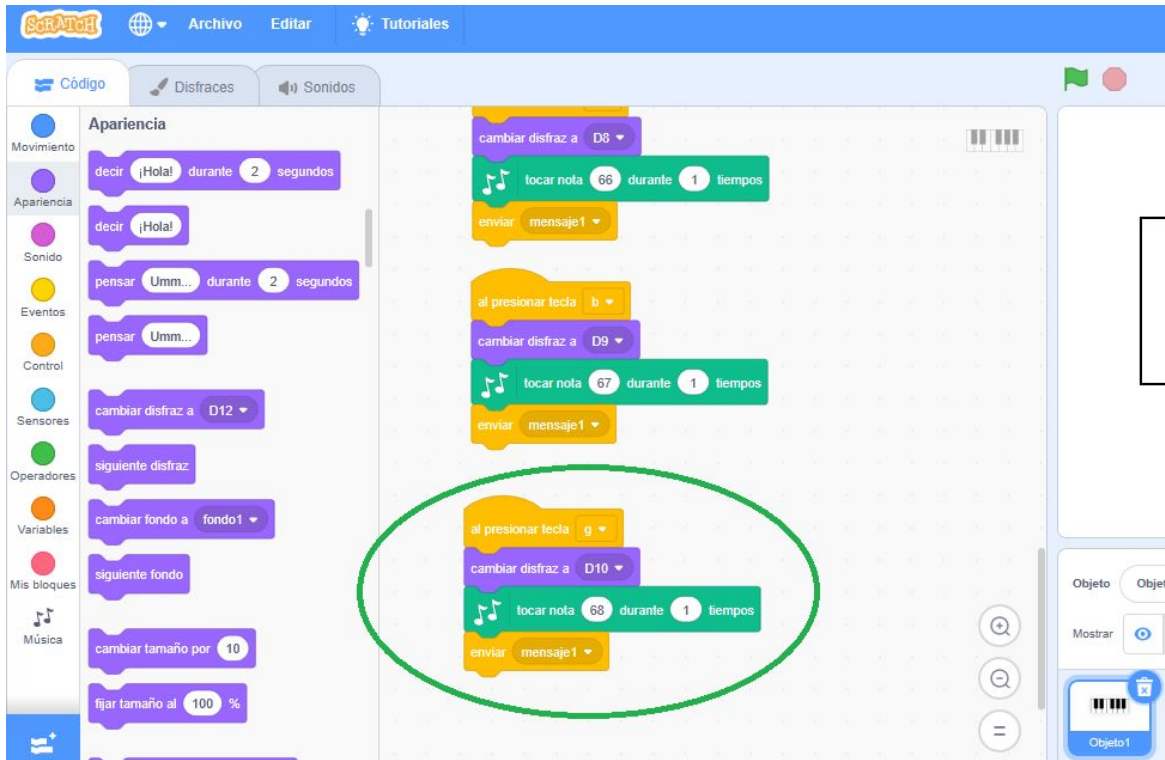 SCRATCH Archivo Editar Tutoriales
Código Disfraces Sonidos
Movimiento
Apariencia
Sonido
Eventos
Control
Sensores
Operadores
Variables
Mis bloques
Música
Apariencia
decir ¡Hola! durante 2 segundos
decir ¡Hola!
pensar Umm... durante 2 segundos
pensar Umm...
cambiar disfraz a D12
siguiente disfraz
cambiar fondo a fondo1
siguiente fondo
cambiar tamaño por 10
fijar tamaño al 100 %
cambiar disfraz a D8
tocar nota 66 durante 1 tiempos
enviar mensaje1
al presionar tecla b
cambiar disfraz a D9
tocar nota 67 durante 1 tiempos
enviar mensaje1
al presionar tecla g
cambiar disfraz a D10
tocar nota 68 durante 1 tiempos
enviar mensaje1
Objeto
Mostrar
Objeto1